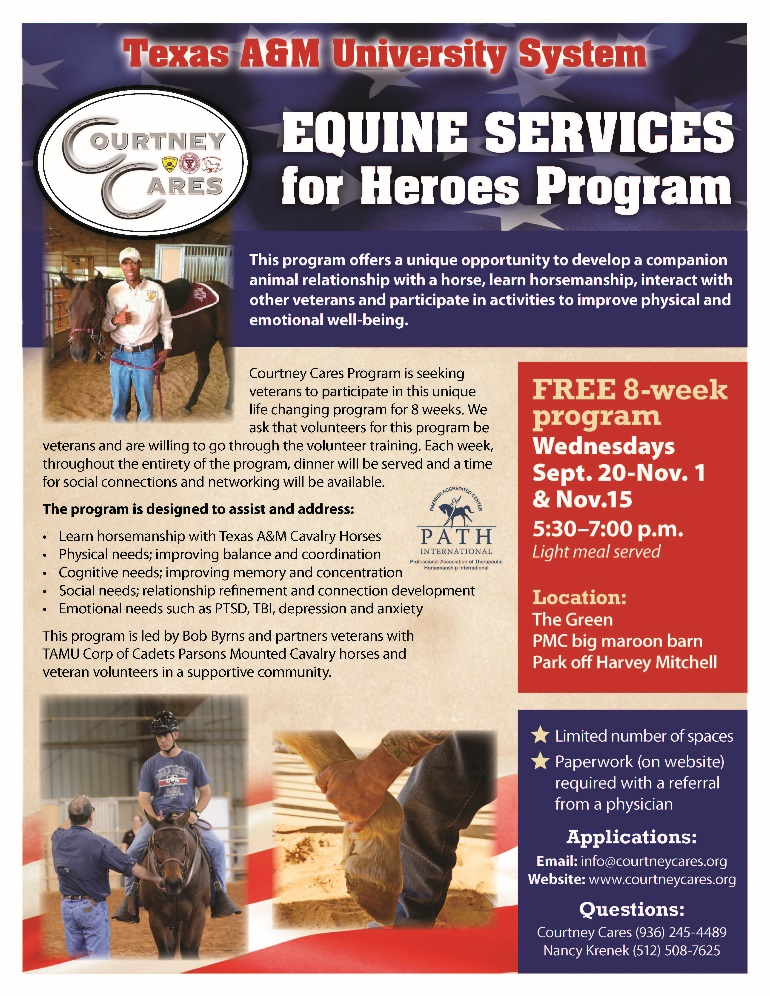 Texas A&M University System
COURTNEY
CARES
EQUINE SERVICES
for Heroes Program
This program offers a unique opportunity to develop a companion
animal relationship with a horse, learn horsemanship, interact with
other veterans and participate in activities to improve physical and
emotional well-being.
Courtney Cares Program is seeking
veterans to participate in this unique
life changing program for 8 weeks. We
ask that volunteers for this program be
veterans and are willing to go through the volunteer training. Each week,
throughout the entirety of the program, dinner will be served and a time
for social connections and networking will be available.
The program is designed to assist and address:
• Learn horsemanship with Texas A&M Cavalry Horses
• Physical needs; improving balance and coordination
• Cognitive needs; improving memory and concentration
• Social needs; relationship refinement and connection development
• Emotional needs such as PTSD, TBI, depression and anxiety
PREMIER ACCREDITED CENTER
PATH
INTERNATIONAL
Professional Association of Therapeutic
Horsemanship International
This program is led by Bob Byrns and partners veterans with
TAMU Corp of Cadets Parsons Mounted Cavalry horses and
veteran volunteers in a supportive community.
FREE 8-week
program
Wednesdays
Sept. 20-Nov. 1
& Nov.15
5:30–7:00 p.m.
Light meal served
Location:
The Green
PMC big maroon barn
Park off Harvey Mitchell
Limited number of spaces
Paperwork (on website)
required with a referral
from a physician
Applications:
Email: info@courtneycares.org
Website: www.courtneycares.org
Questions:
Courtney Cares (936) 245-4489
Nancy Krenek (512) 508-7625